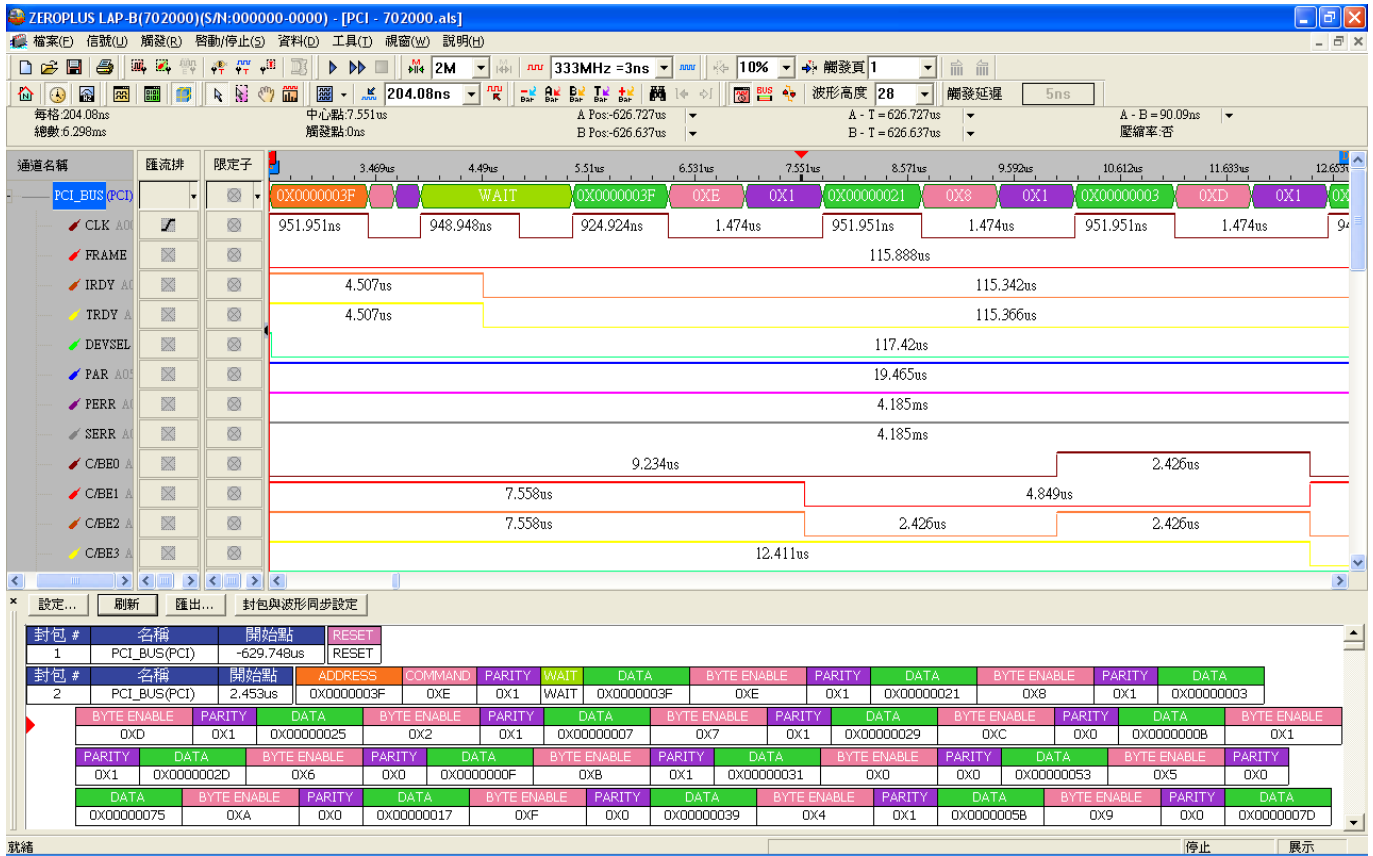 ZEROPLUS LAP-B(702000)(S/N:000000-0000) - [PCI - 702000.als]
檔案(F) 信號(U) 觸發(R) 啟動/停止(S) 資料(D) 工具(T) 視窗(W) 說明(H)
2M 333MHz =3ns 10% 觸發頁 1
204.08ns Bar Bar Bar Bar Bar BUS 波形高度 28 觸發延遲 5ns
每格:204.08ns 中心點:7.551us A Pos:-626.727us A - T = 626.727us A - B = 90.09ns
總數:6.298ms 觸發點:0ns B Pos:-626.637us B - T = 626.637us 壓縮率:否
通道名稱 匯流排 限定子 3.469us 4.49us 5.51us 6.531us 7.551us 8.571us 9.592us 10.612us 11.633us 12.653u
PCI_BUS (PCI) 0X0000003F WAIT 0X0000003F 0XE 0X1 0X00000021 0X8 0X1 0X00000003 0XD 0X1 0X
CLK A0 951.951ns 948.948ns 924.924ns 1.474us 951.951ns 1.474us 951.951ns 1.474us 94
FRAME 115.888us
IRDY A0 4.507us 115.342us
TRDY A 4.507us 115.366us
DEVSEL 117.42us
PAR A05 19.465us
PERR A0 4.185ms
SERR A0 4.185ms
C/BE0 A 9.234us 2.426us
C/BE1 A 7.558us 4.849us
C/BE2 A 7.558us 2.426us 2.426us
C/BE3 A 12.411us
設定... 刷新 匯出... 封包與波形同步設定
封包 # 名稱 開始點 RESET
1 PCI_BUS(PCI) -629.748us RESET
封包 # 名稱 開始點 ADDRESS COMMAND PARITY WAIT DATA BYTE ENABLE PARITY DATA BYTE ENABLE PARITY DATA
2 PCI_BUS(PCI) 2.453us 0X0000003F 0XE 0X1 WAIT 0X0000003F 0XE 0X1 0X00000021 0X8 0X1 0X00000003
BYTE ENABLE PARITY DATA BYTE ENABLE PARITY DATA BYTE ENABLE PARITY DATA BYTE ENABLE PARITY DATA BYTE ENABLE
0XD 0X1 0X00000025 0X2 0X1 0X00000007 0X7 0X1 0X00000029 0XC 0X0 0X0000000B 0X1
PARITY DATA BYTE ENABLE PARITY DATA BYTE ENABLE PARITY DATA BYTE ENABLE PARITY DATA BYTE ENABLE PARITY
0X1 0X0000002D 0X6 0X0 0X0000000F 0XB 0X1 0X00000031 0X0 0X0 0X00000053 0X5 0X0
DATA BYTE ENABLE PARITY DATA BYTE ENABLE PARITY DATA BYTE ENABLE PARITY DATA BYTE ENABLE PARITY DATA
0X00000075 0XA 0X0 0X00000017 0XF 0X0 0X00000039 0X4 0X1 0X0000005B 0X9 0X0 0X0000007D
就緒 停止 展示